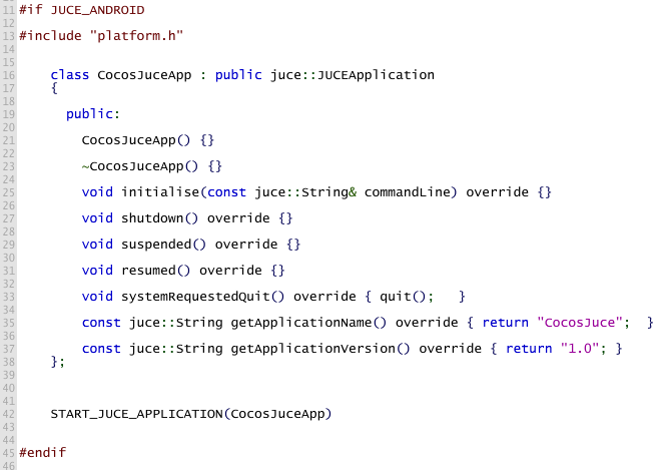 11 #if JUCE_ANDROID
12
13 #include "platform.h"
14
15
16 class CocosJuceApp : public juce::JUCEApplication
17 {
18
19 public:
20
21 CocosJuceApp() {}
22
23 ~CocosJuceApp() {}
24
25 void initialise(const juce::String& commandLine) override {}
26
27 void shutdown() override {}
28
29 void suspended() override {}
30
31 void resumed() override {}
32
33 void systemRequestedQuit() override { quit();   }
34
35 const juce::String getApplicationName() override { return "CocosJuce";  }
36
37 const juce::String getApplicationVersion() override { return "1.0"; }
38 };
39
40
41
42 START_JUCE_APPLICATION(CocosJuceApp)
43
44
45 #endif
46